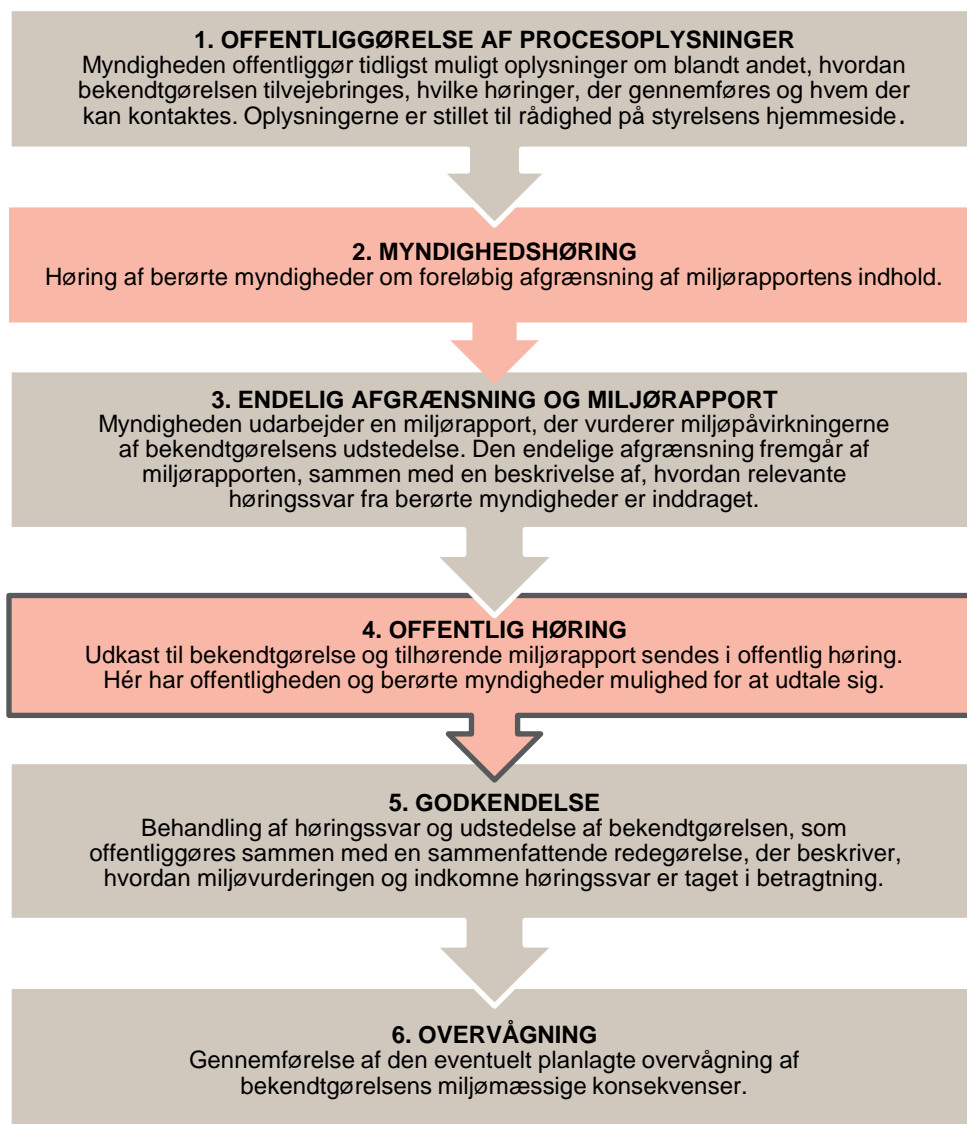 1. OFFENTLIGGØRELSE AF PROCESOPLYSNINGER
Myndigheden offentliggør tidligst muligt oplysninger om blandt andet, hvordan
bekendtgørelsen tilvejebringes, hvilke høringer, der gennemføres og hvem der
kan kontaktes. Oplysningerne er stillet til rådighed på styrelsens hjemmeside.
2. MYNDIGHEDSHØRING
Høring af berørte myndigheder om foreløbig afgrænsning af miljørapportens indhold.
3. ENDELIG AFGRÆNSNING OG MILJØRAPPORT
Myndigheden udarbejder en miljørapport, der vurderer miljøpåvirkningerne
af bekendtgørelsens udstedelse. Den endelige afgrænsning fremgår af
miljørapporten, sammen med en beskrivelse af, hvordan relevante
høringssvar fra berørte myndigheder er inddraget.
4. OFFENTLIG HØRING
Udkast til bekendtgørelse og tilhørende miljørapport sendes i offentlig høring.
Hér har offentligheden og berørte myndigheder mulighed for at udtale sig.
5. GODKENDELSE
Behandling af høringssvar og udstedelse af bekendtgørelsen, som
offentliggøres sammen med en sammenfattende redegørelse, der beskriver,
hvordan miljøvurderingen og indkomne høringssvar er taget i betragtning.
6. OVERVÅGNING
Gennemførelse af den eventuelt planlagte overvågning af
bekendtgørelsens miljømæssige konsekvenser.